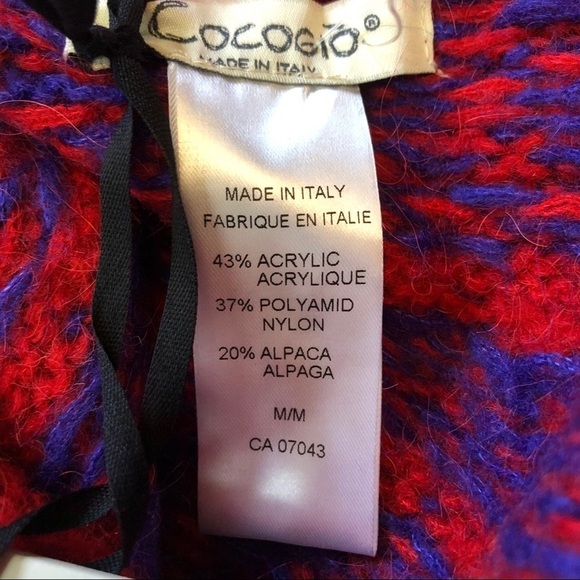 COCOGIO®
MADE IN ITALY
MADE IN ITALY
FABRIQUE EN ITALIE
43% ACRYLIC
ACRYLIQUE
37% POLYAMID
NYLON
20% ALPACA
ALPAGA
M/M
CA 07043